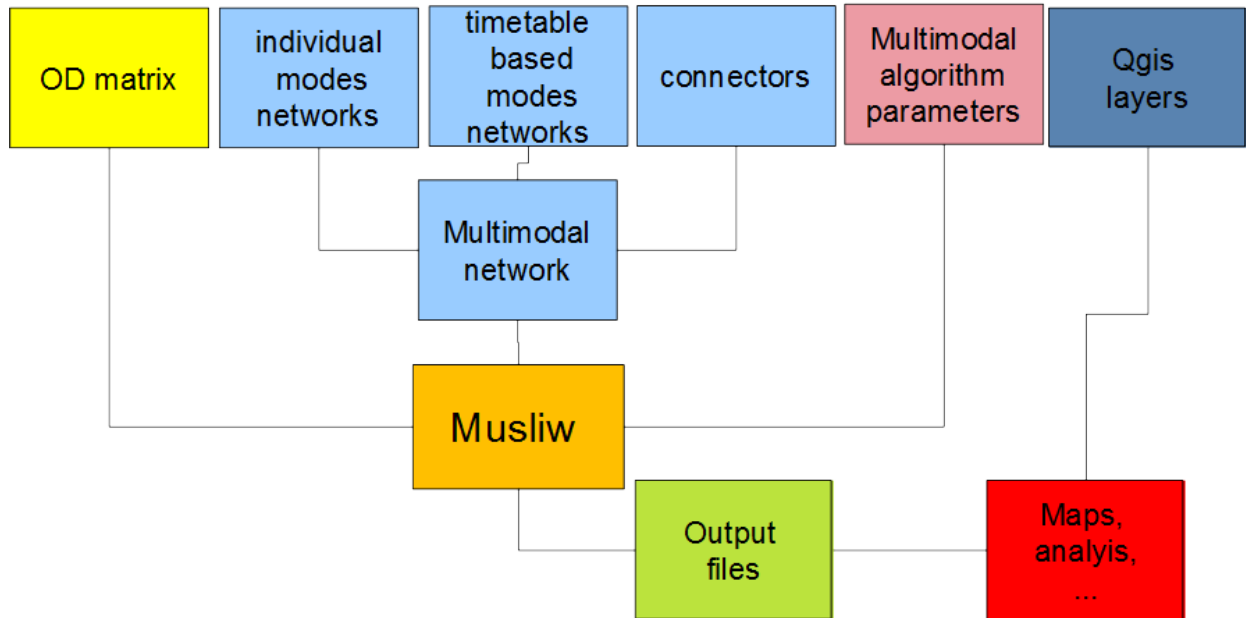 OD matrix
individual
modes
networks
timetable
based
modes
networks
connectors
Multimodal
algorithm
parameters
Qgis
layers
Multimodal
network
Musliw
Output
files
Maps,
analyis,
...